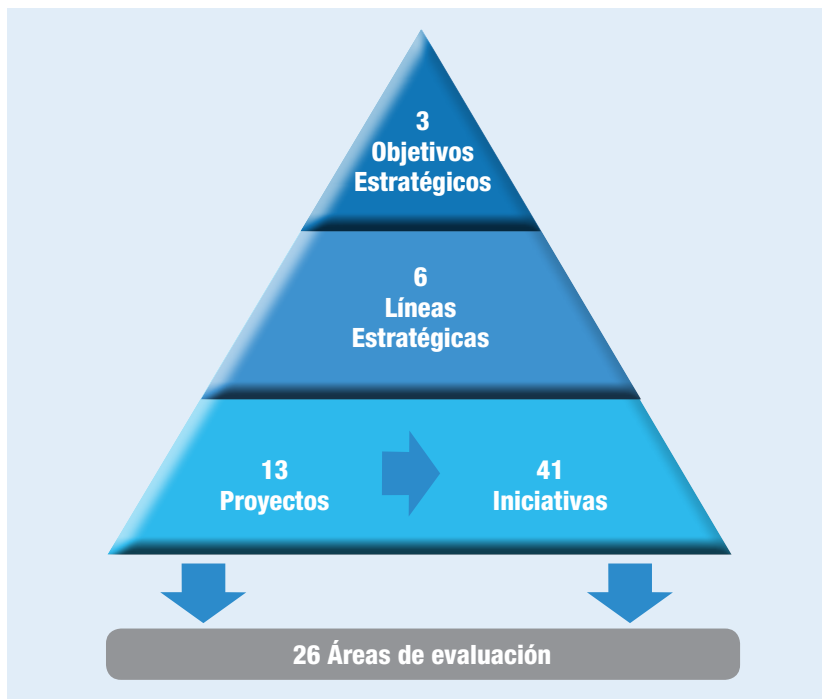 3
Objetivos
Estratégicos
6
Líneas
Estratégicas
13
Proyectos
41
Iniciativas
26 Áreas de evaluación